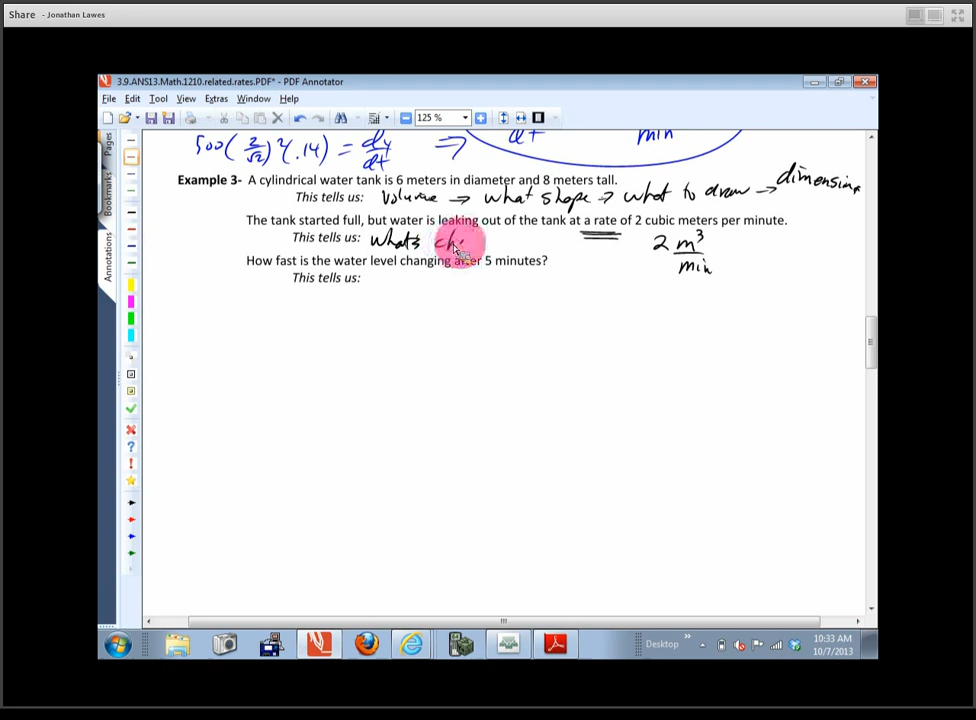 Share - Jonathan Lawes
3.9.ANS13.Math.1210.related.rates.PDF* - PDF Annotator
File Edit Tool View Extras Window Help
125 %
Pages
Bookmarks
Annotations
500(2/√2)²(.14) = dy/dt ⇒ dt min
Example 3- A cylindrical water tank is 6 meters in diameter and 8 meters tall.
This tells us: Volume → what shape → what to draw → dimensions
The tank started full, but water is leaking out of the tank at a rate of 2 cubic meters per minute.
This tells us: what's ch 2 m³/min
How fast is the water level changing after 5 minutes?
This tells us:
Desktop
10:33 AM
10/7/2013